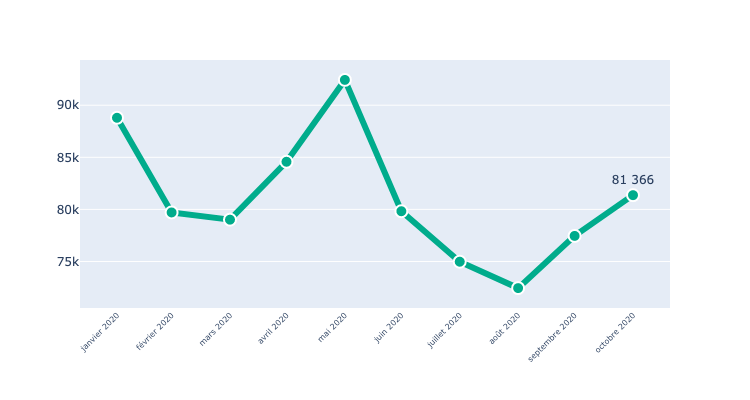 90k
85k
80k
75k
81 366
janvier 2020
février 2020
mars 2020
avril 2020
mai 2020
juin 2020
juillet 2020
août 2020
septembre 2020
octobre 2020